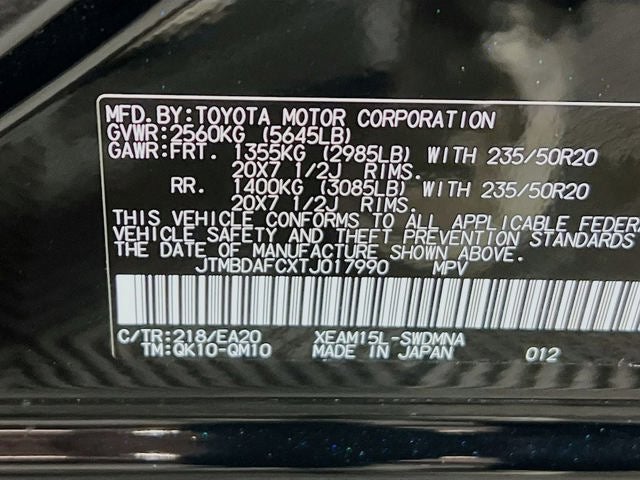 MFD.BY:TOYOTA MOTOR CORPORATION
GVWR:2560KG (5645LB)
GAWR:FRT. 1355KG (2985LB) WITH 235/50R20
20X7 1/2J RIMS.
RR. 1400KG (3085LB) WITH 235/50R20
20X7 1/2J RIMS.
THIS VEHICLE CONFORMS TO ALL APPLICABLE FEDERA
VEHICLE SAFETY AND THEFT PREVENTION STANDARDS
THE DATE OF MANUFACTURE SHOWN ABOVE.
JTMBDAFCXTJ017990 MPV
C/TR:218/EA20 XEAM15L-SWDMNA
TM:QK10-QM10 MADE IN JAPAN 012